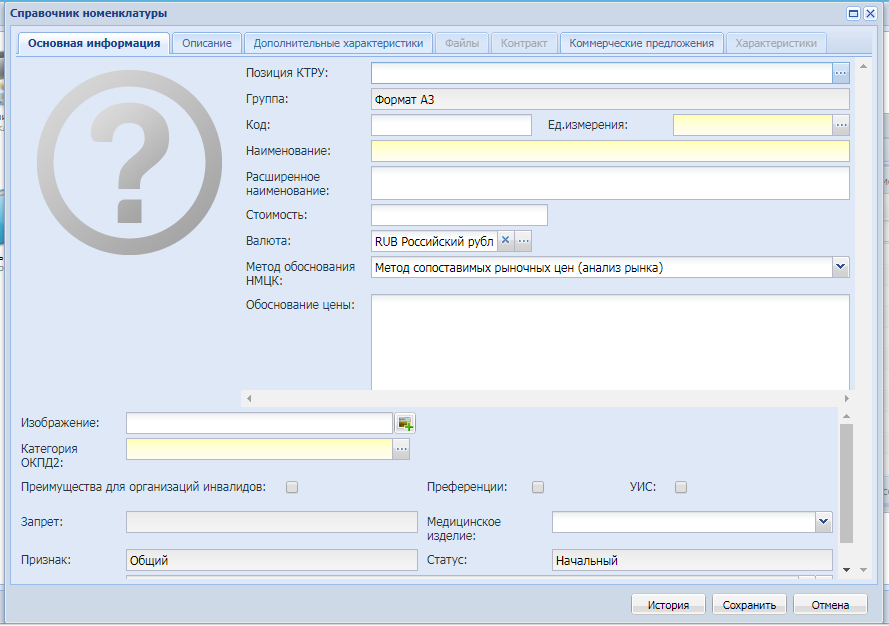 Справочник номенклатуры
Основная информация Описание Дополнительные характеристики Файлы Контракт Коммерческие предложения Характеристики
Позиция КТРУ:
Группа: Формат А3
Код: Ед.измерения:
Наименование:
Расширенное
наименование:
Стоимость:
Валюта: RUB Российский рубл
Метод обоснования
НМЦК: Метод сопоставимых рыночных цен (анализ рынка)
Обоснование цены:
Изображение:
Категория
ОКПД2:
Преимущества для организаций инвалидов: Преференции: УИС:
Запрет: Медицинское
изделие:
Признак: Общий Статус: Начальный
История Сохранить Отмена